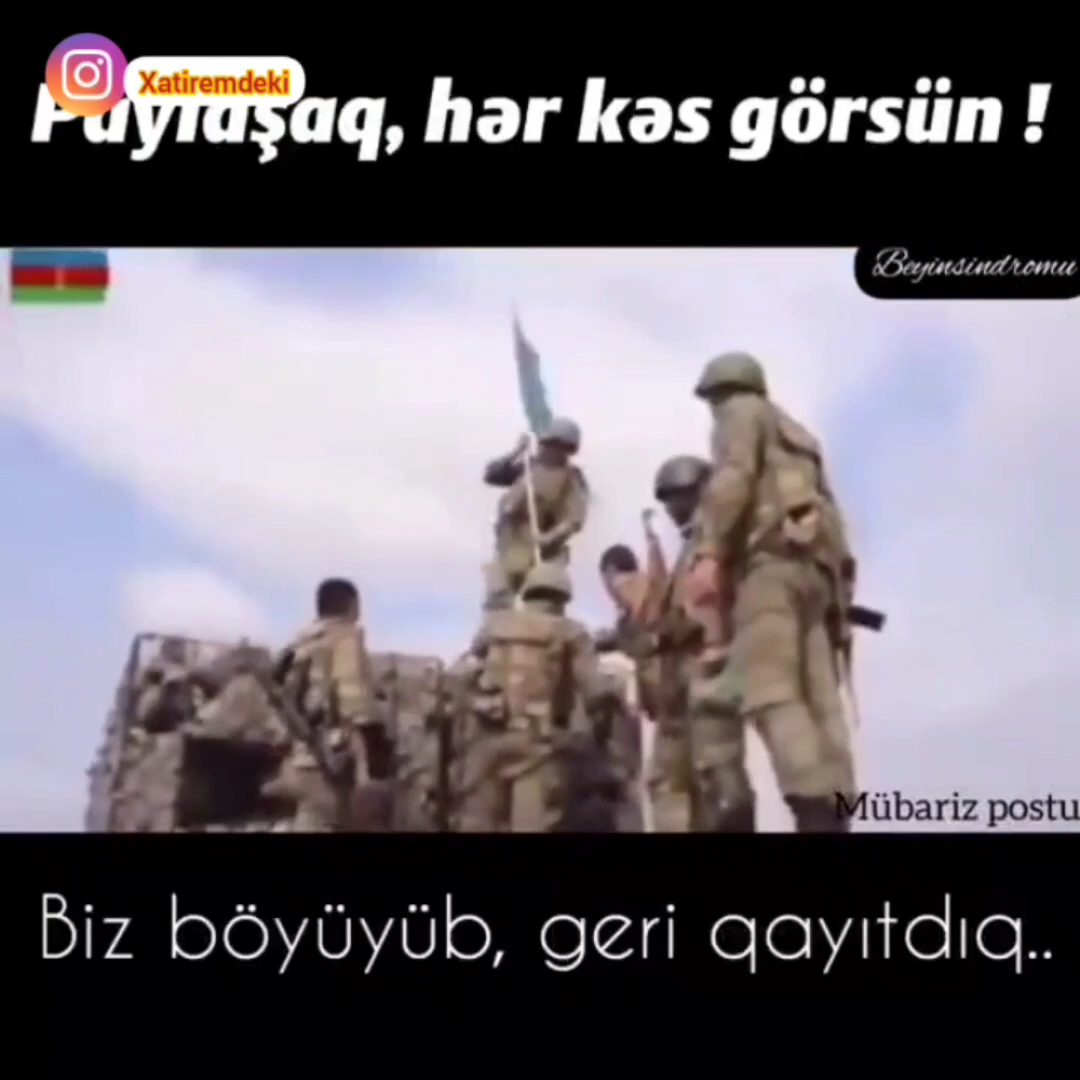 Xatiremdeki
Paylaşaq, hər kəs görsün !
Beyinsindromu
Mübariz postu
Biz böyüyüb, geri qayıtdıq..